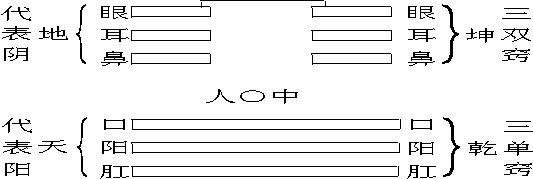 代 眼 眼 三
表 地 耳 耳 坤 双
阴 鼻 鼻 窍
人○中
代 口 口 三
表 天 阳 阳 乾 单
阳 肛 肛 窍